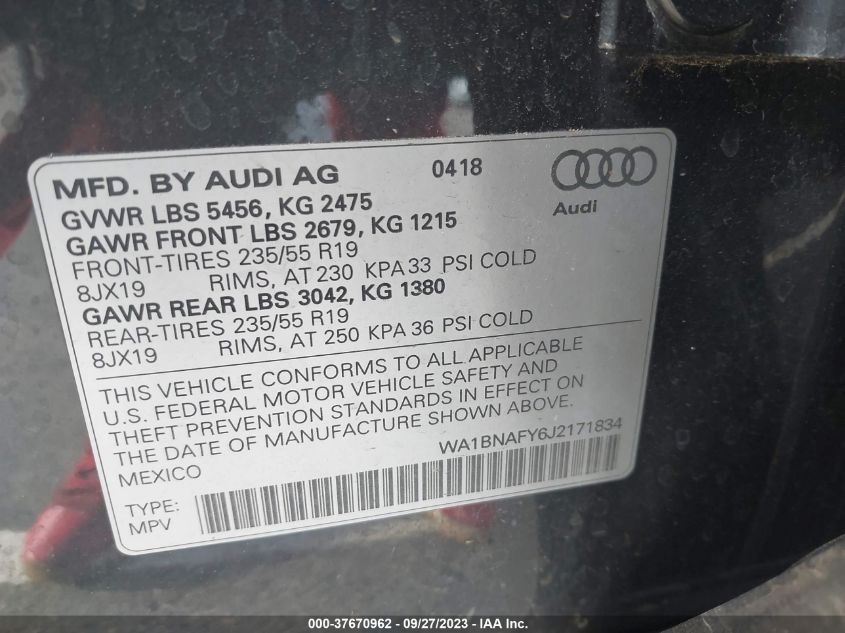 MFD. BY AUDI AG 0418
Audi
GVWR LBS 5456, KG 2475
GAWR FRONT LBS 2679, KG 1215
FRONT-TIRES 235/55 R19
8JX19 RIMS, AT 230 KPA 33 PSI COLD
GAWR REAR LBS 3042, KG 1380
REAR-TIRES 235/55 R19
8JX19 RIMS, AT 250 KPA 36 PSI COLD
THIS VEHICLE CONFORMS TO ALL APPLICABLE
U.S. FEDERAL MOTOR VEHICLE SAFETY AND
THEFT PREVENTION STANDARDS IN EFFECT ON
THE DATE OF MANUFACTURE SHOWN ABOVE.
MEXICO WA1BNAFY6J2171834
TYPE:
MPV
000-37670962 - 09/27/2023 - IAA Inc.